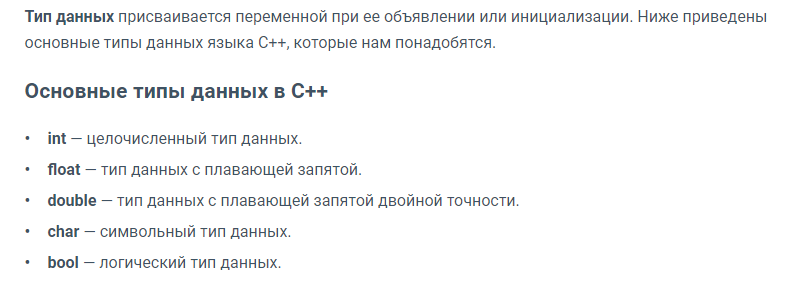 Тип данных присваивается переменной при ее объявлении или инициализации. Ниже приведены
основные типы данных языка С++, которые нам понадобятся.
Основные типы данных в С++
• int — целочисленный тип данных.
• float — тип данных с плавающей запятой.
• double — тип данных с плавающей запятой двойной точности.
• char — символьный тип данных.
• bool — логический тип данных.